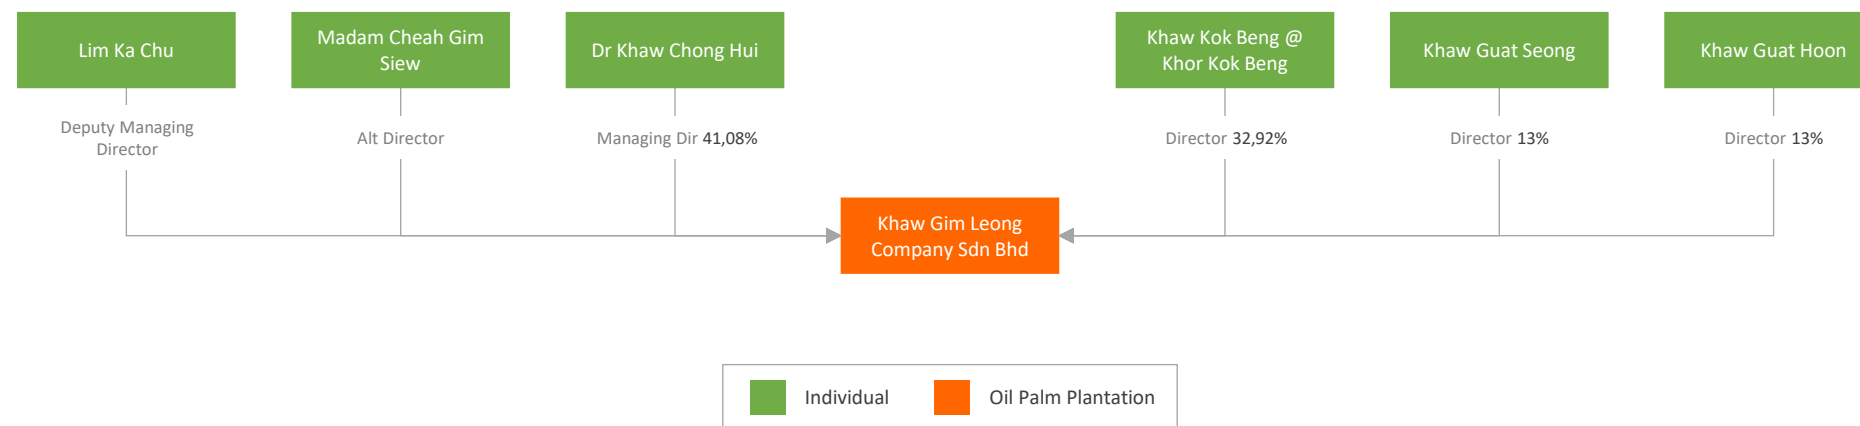 Lim Ka Chu
Madam Cheah Gim
Siew
Dr Khaw Chong Hui
Khaw Kok Beng @
Khor Kok Beng
Khaw Guat Seong
Khaw Guat Hoon
Deputy Managing
Director
Alt Director
Managing Dir 41,08%
Director 32,92%
Director 13%
Director 13%
Khaw Gim Leong
Company Sdn Bhd
Individual
Oil Palm Plantation